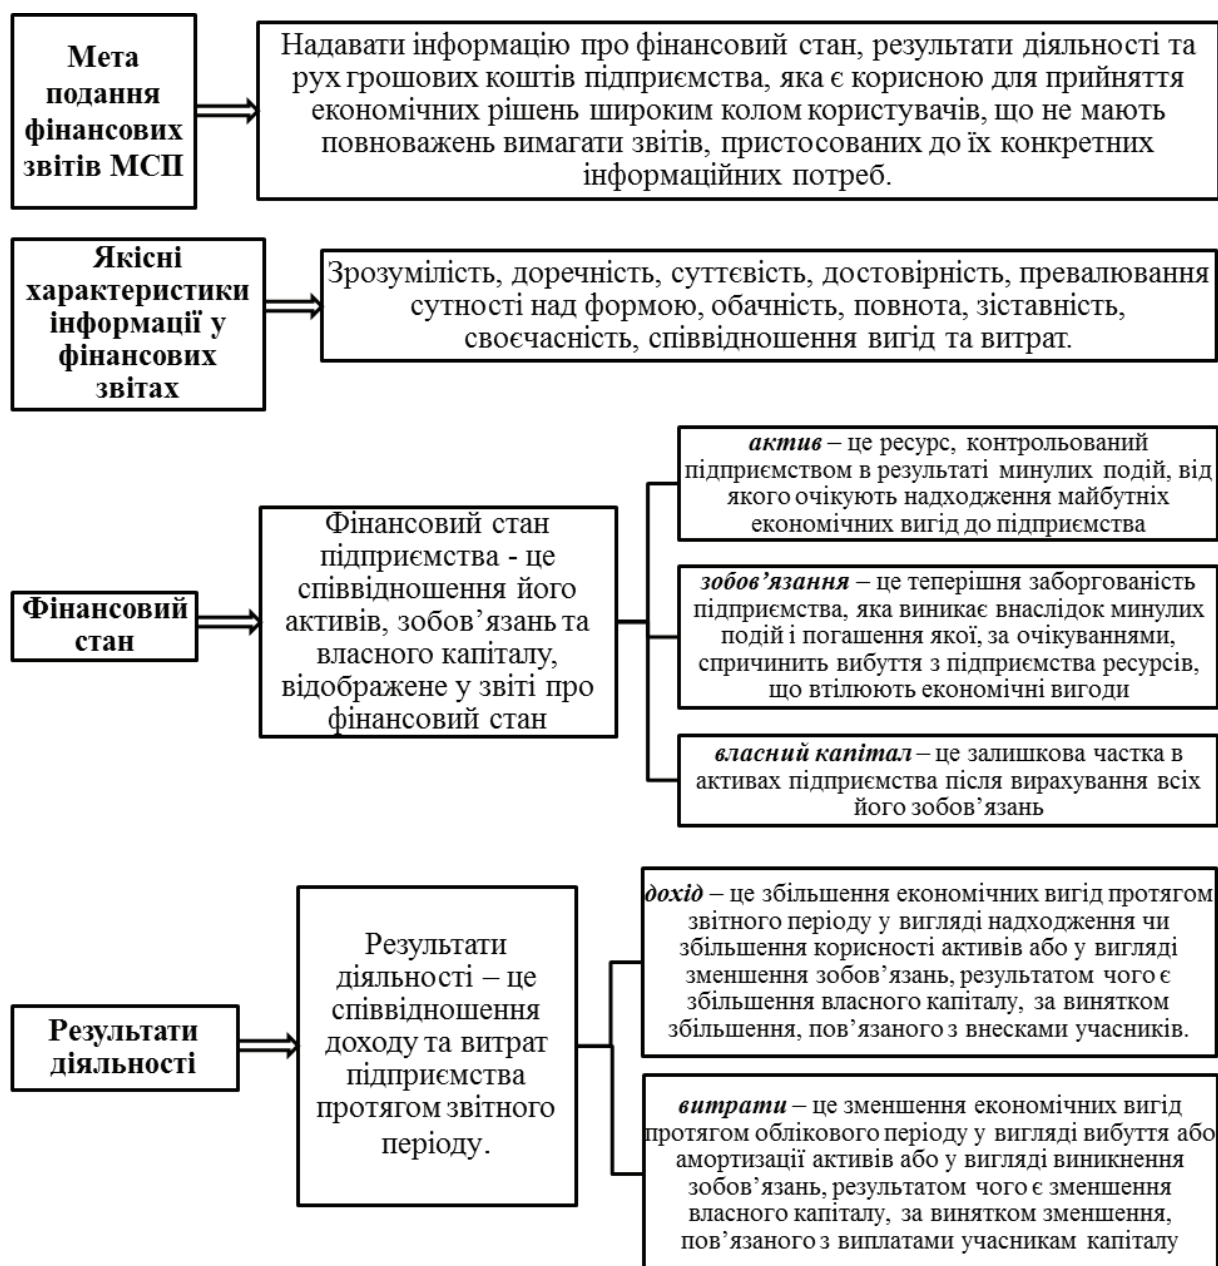 Мета
подання
фінансових
звітів МСП
Надавати інформацію про фінансовий стан, результати діяльності та
рух грошових коштів підприємства, яка є корисною для прийняття
економічних рішень широким колом користувачів, що не мають
повноважень вимагати звітів, пристосованих до їх конкретних
інформаційних потреб.
Якісні
характеристики
інформації у
фінансових
звітах
Зрозумілість, доречність, суттєвість, достовірність, превалювання
сутності над формою, обачність, повнота, зіставність,
своєчасність, співвідношення вигід та витрат.
Фінансовий
стан
Фінансовий стан
підприємства - це
співвідношення його
активів, зобов’язань та
власного капіталу,
відображене у звіті про
фінансовий стан
актив – це ресурс, контрольований
підприємством в результаті минулих подій, від
якого очікують надходження майбутніх
економічних вигід до підприємства
зобов’язання – це теперішня заборгованість
підприємства, яка виникає внаслідок минулих
подій і погашення якої, за очікуваннями,
спричинить вибуття з підприємства ресурсів,
що втілюють економічні вигоди
власний капітал – це залишкова частка в
активах підприємства після вирахування всіх
його зобов’язань
Результати
діяльності
Результати
діяльності – це
співвідношення
доходу та витрат
підприємства
протягом звітного
періоду.
дохід – це збільшення економічних вигід протягом
звітного періоду у вигляді надходження чи
збільшення корисності активів або у вигляді
зменшення зобов’язань, результатом чого є
збільшення власного капіталу, за винятком
збільшення, пов’язаного з внесками учасників.
витрати – це зменшення економічних вигід
протягом облікового періоду у вигляді вибуття або
амортизації активів або у вигляді виникнення
зобов’язань, результатом чого є зменшення
власного капіталу, за винятком зменшення,
пов’язаного з виплатами учасникам капіталу